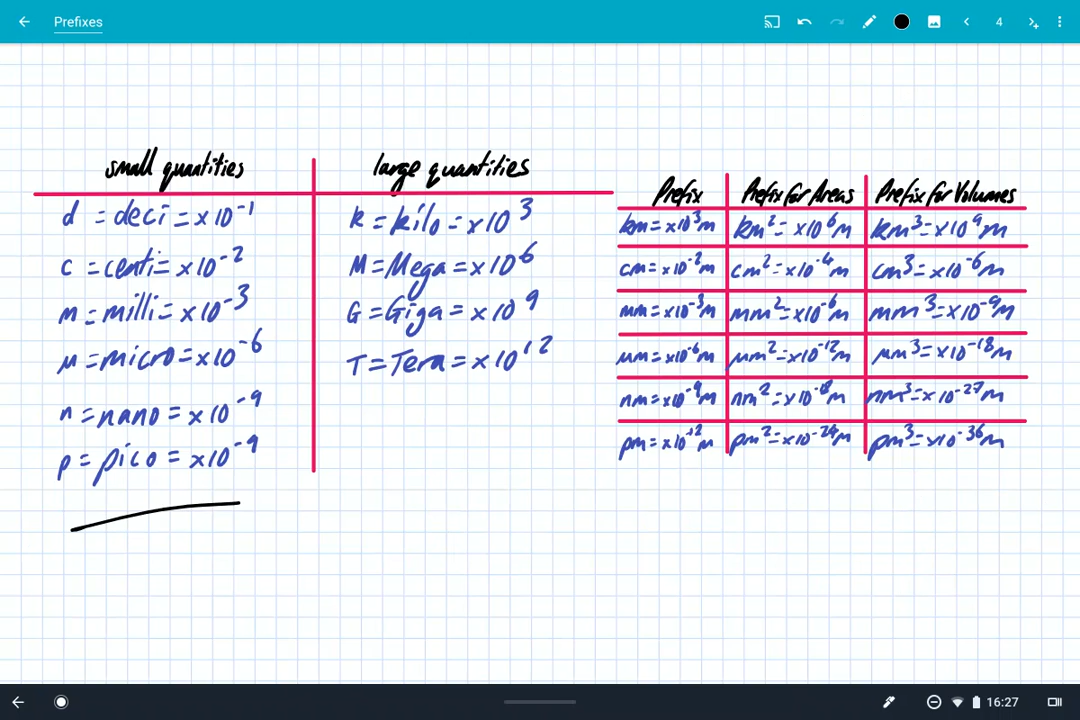 Prefixes
4
small quantities
large quantities
d = deci = x10⁻¹
k = kilo = x10³
c = centi = x10⁻²
M = Mega = x10⁶
m = milli = x10⁻³
G = Giga = x10⁹
μ = micro = x10⁻⁶
T = Tera = x10¹²
n = nano = x10⁻⁹
p = pico = x10⁻⁹
Prefix Prefix for Areas Prefix for Volumes
km = x10³m km² = x10⁶m km³ = x10⁹m
cm = x10⁻²m cm² = x10⁻⁴m cm³ = x10⁻⁶m
mm = x10⁻³m mm² = x10⁻⁶m mm³ = x10⁻⁹m
μm = x10⁻⁶m μm² = x10⁻¹²m μm³ = x10⁻¹⁸m
nm = x10⁻⁹m nm² = x10⁻¹⁸m nm³ = x10⁻²⁷m
pm = x10⁻¹²m pm² = x10⁻²⁴m pm³ = x10⁻³⁶m
16:27